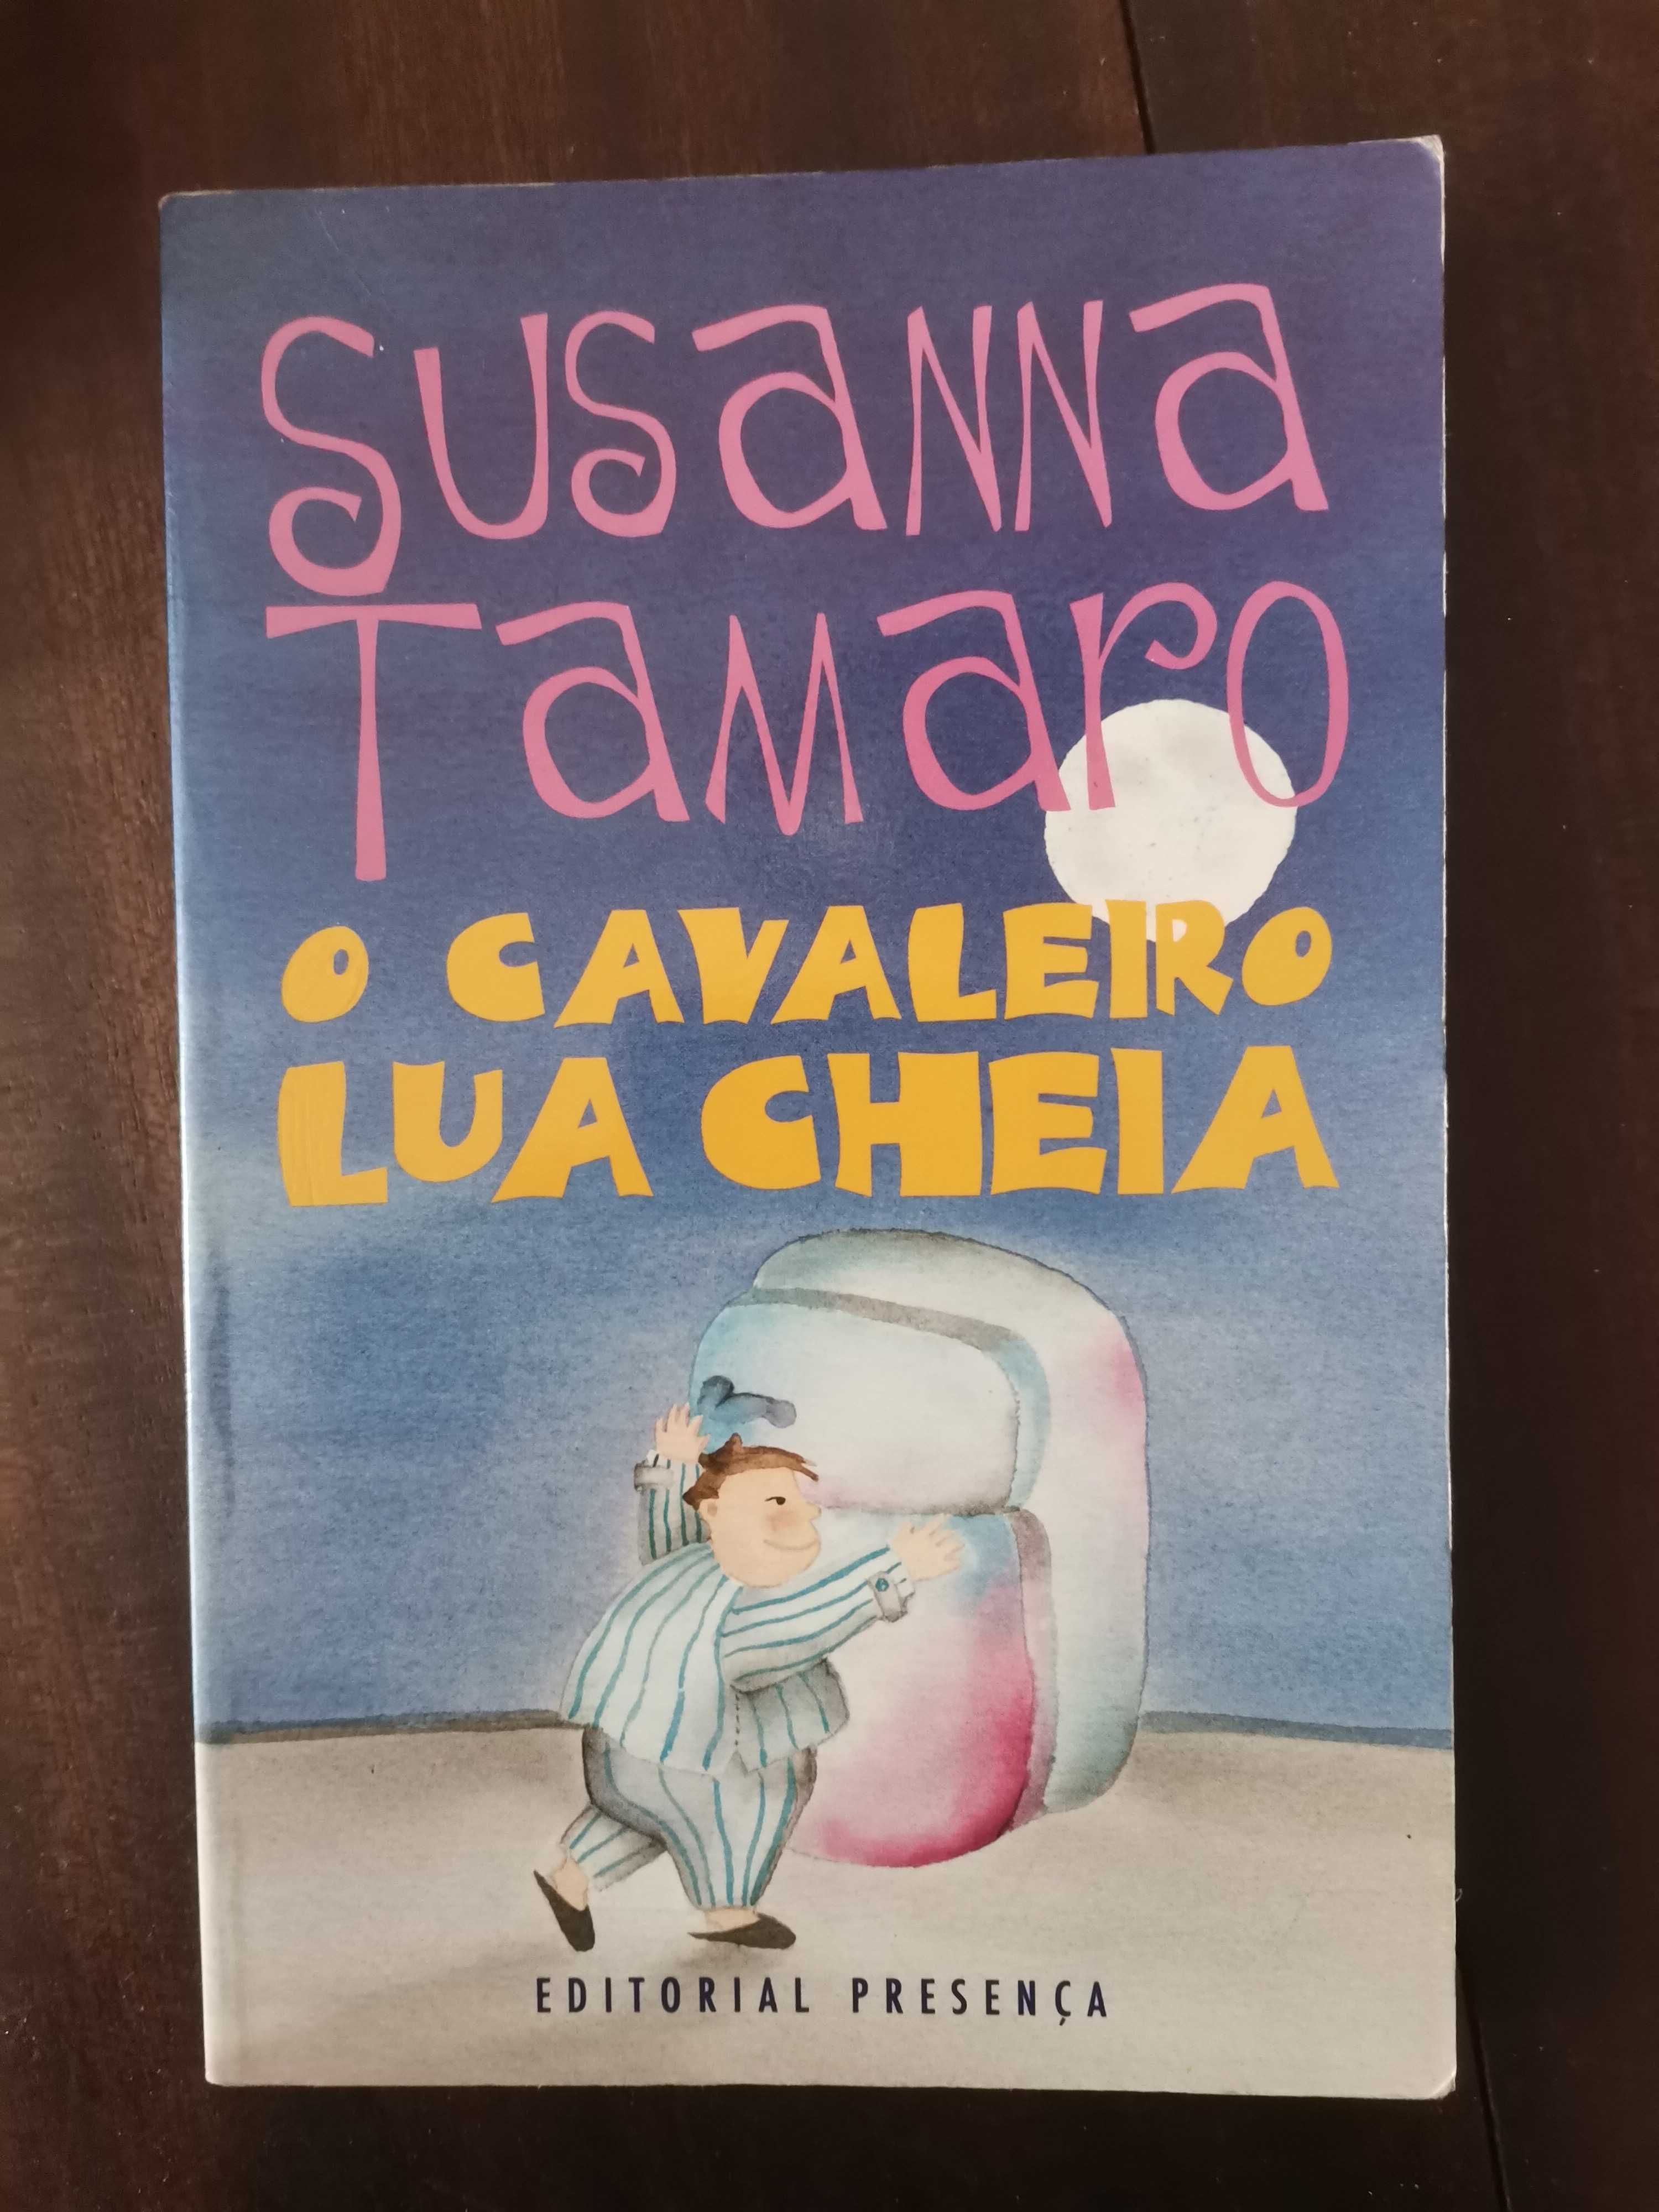 SUSANNA
TAMARO
O CAVALEIRO
LUA CHEIA
EDITORIAL PRESENÇA